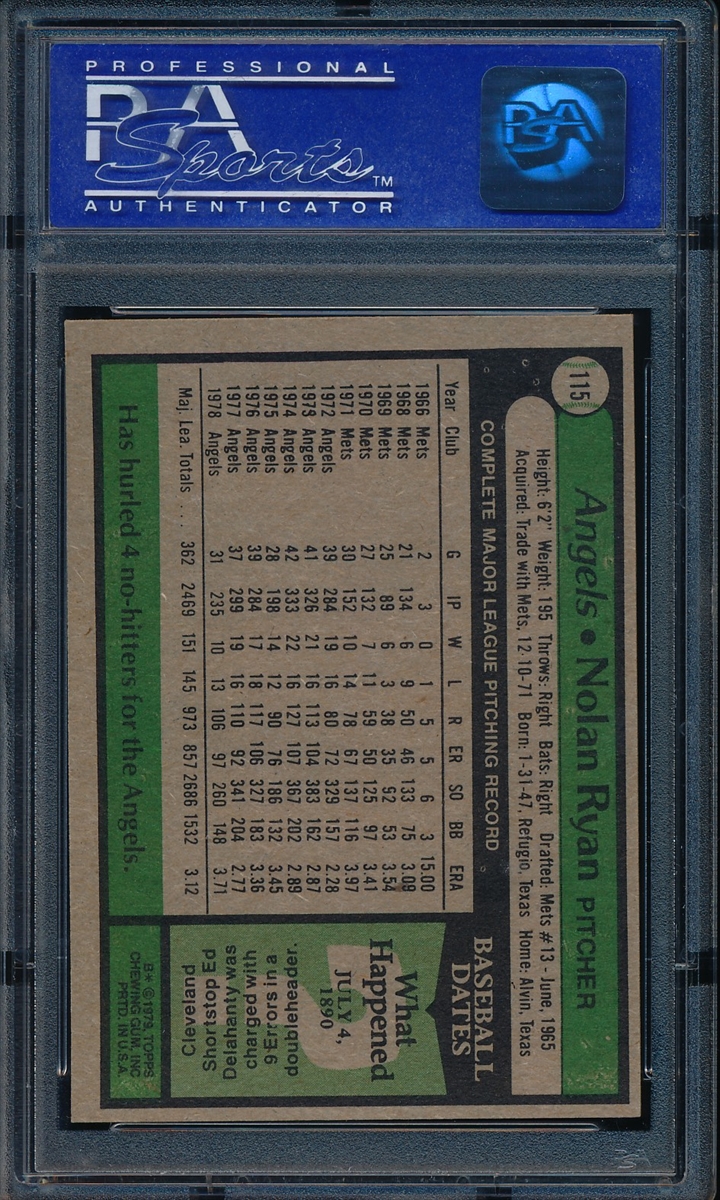 PROFESSIONAL
PSA
Sports™
AUTHENTICATOR
PSA
115
Angels • Nolan Ryan PITCHER
Height: 6'2" Weight: 195 Throws: Right Bats: Right Drafted: Mets #13 - June, 1965
Acquired: Trade with Mets, 12-10-71 Born: 1-31-47, Refugio, Texas Home: Alvin, Texas
COMPLETE MAJOR LEAGUE PITCHING RECORD
Year Club G IP W L R ER SO BB ERA
1966 Mets 2 3 0 1 5 5 6 3 15.00
1968 Mets 21 134 6 9 50 46 133 75 3.09
1969 Mets 25 89 6 3 38 35 92 53 3.54
1970 Mets 27 132 7 11 59 50 125 97 3.41
1971 Mets 30 152 10 14 78 67 137 116 3.97
1972 Angels 39 284 19 16 80 72 329 157 2.28
1973 Angels 41 326 21 16 113 104 383 162 2.87
1974 Angels 42 333 22 16 127 107 367 202 2.89
1975 Angels 28 198 14 12 90 76 186 132 3.45
1976 Angels 39 284 17 18 117 106 327 183 3.36
1977 Angels 37 299 19 16 110 92 341 204 2.77
1978 Angels 31 235 10 13 106 97 260 148 3.71
Maj. Lea. Totals . . . 362 2469 151 145 973 857 2686 1532 3.12
Has hurled 4 no-hitters for the Angels.
BASEBALL
DATES
What
Happened
JULY 4,
1890
Cleveland
Shortstop Ed
Delahanty was
charged with
9 Errors in a
doubleheader.
B* © 1979, TOPPS
CHEWING GUM, INC
PRTD. IN U.S.A.